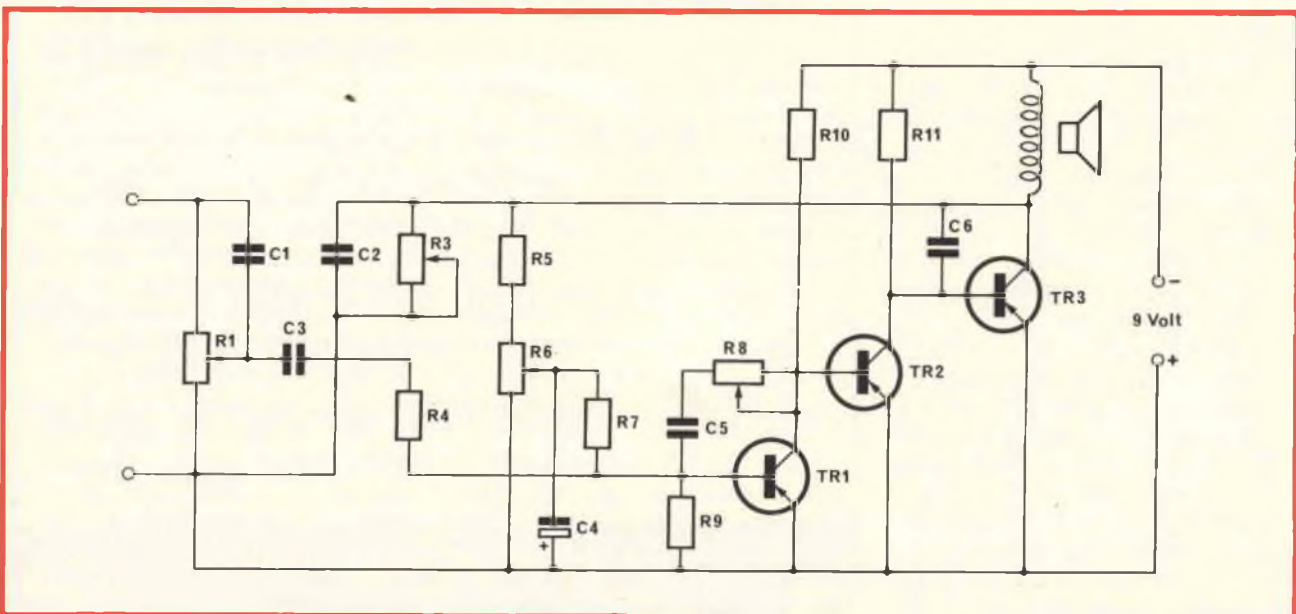 R10
R11
C1
C2
R3
R5
C6
TR3
−
9 Volt
+
R1
C3
R6
R8
TR2
R4
R7
C5
TR1
C4
+
R9